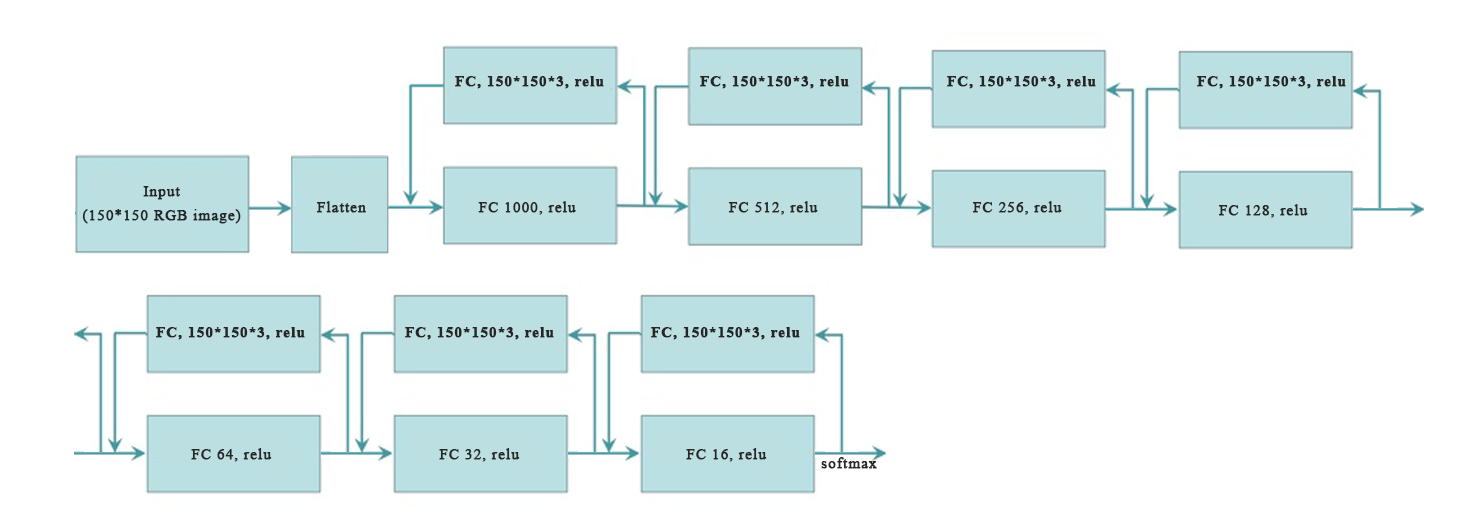 FC, 150*150*3, relu
FC, 150*150*3, relu
FC, 150*150*3, relu
FC, 150*150*3, relu
Input
(150*150 RGB image)
Flatten
FC 1000, relu
FC 512, relu
FC 256, relu
FC 128, relu
FC, 150*150*3, relu
FC, 150*150*3, relu
FC, 150*150*3, relu
FC 64, relu
FC 32, relu
FC 16, relu
softmax